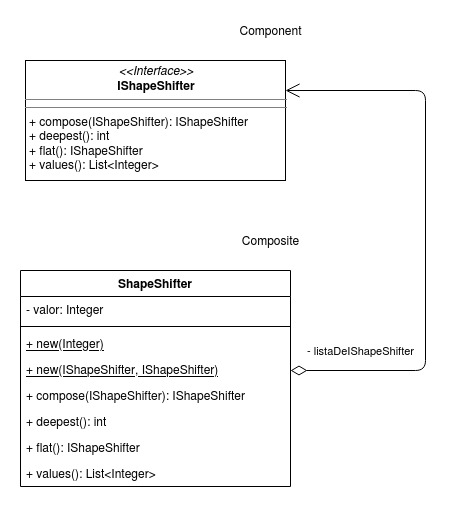 Component
<<Interface>>
IShapeShifter
+ compose(IShapeShifter): IShapeShifter
+ deepest(): int
+ flat(): IShapeShifter
+ values(): List<Integer>
Composite
ShapeShifter
- valor: Integer
+ new(Integer)
+ new(IShapeShifter, IShapeShifter)
+ compose(IShapeShifter): IShapeShifter
+ deepest(): int
+ flat(): IShapeShifter
+ values(): List<Integer>
- listaDeIShapeShifter